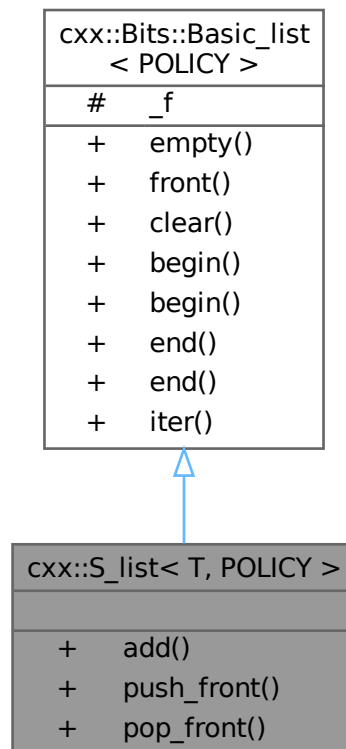 cxx::Bits::Basic_list
< POLICY >
# _f
+ empty()
+ front()
+ clear()
+ begin()
+ begin()
+ end()
+ end()
+ iter()
cxx::S_list< T, POLICY >
+ add()
+ push_front()
+ pop_front()